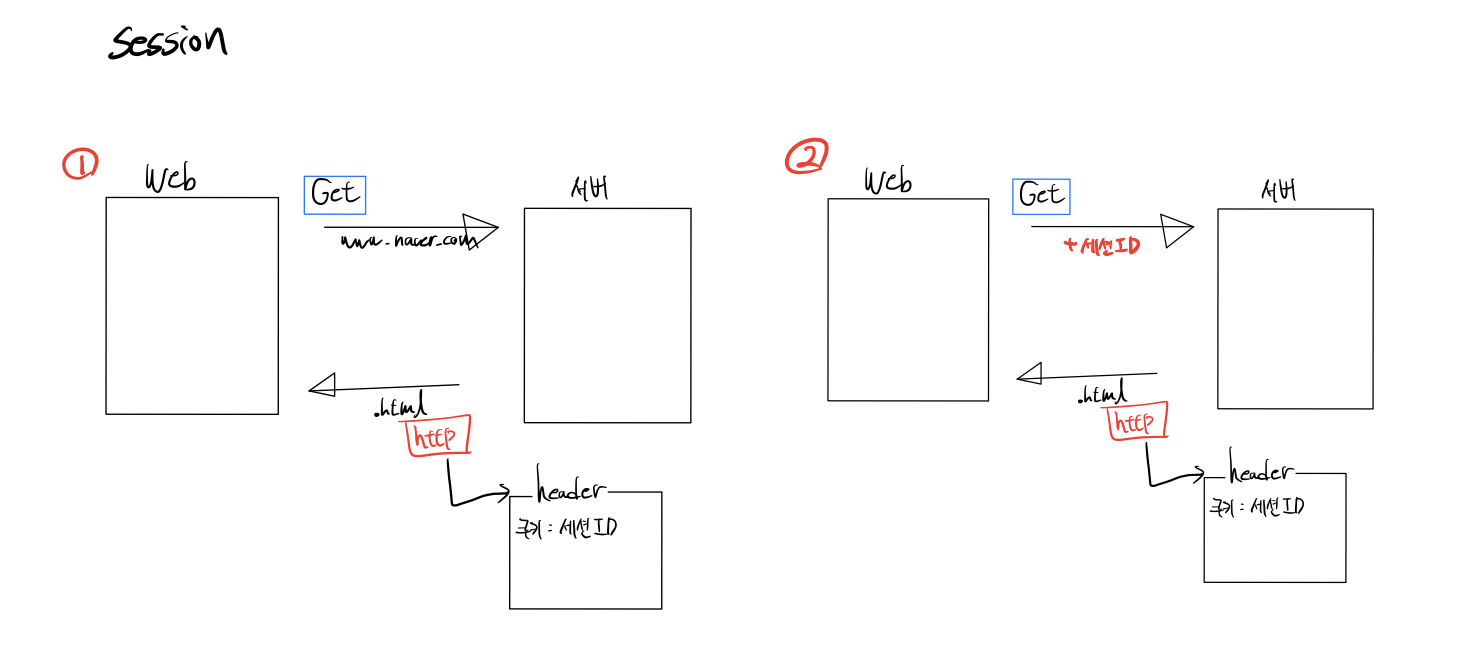 Session
①
Web
Get
서버
www.naver.com
.html
http
header
쿠키 : 세션ID
②
Web
Get
서버
+세션ID
.html
http
header
쿠키 : 세션ID